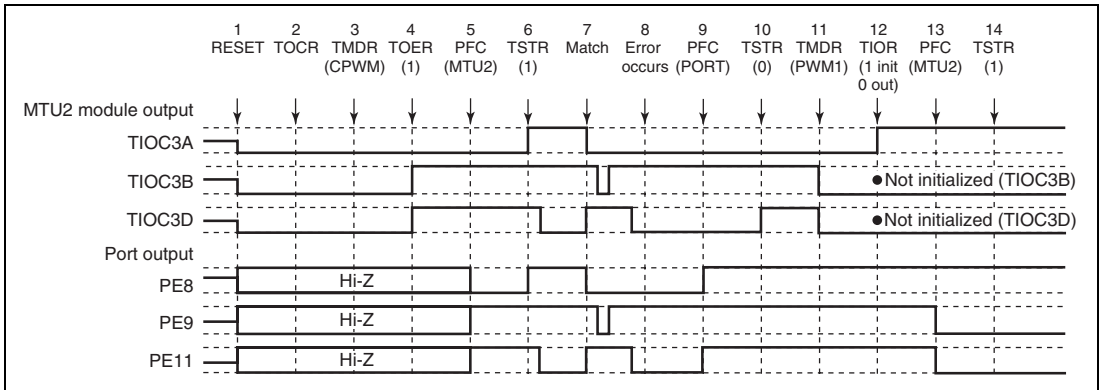 1 2 3 4 5 6 7 8 9 10 11 12 13 14
RESET TOCR TMDR TOER PFC TSTR Match Error PFC TSTR TMDR TIOR PFC TSTR
(CPWM) (1) (MTU2) (1) occurs (PORT) (0) (PWM1) (1 init (MTU2) (1)
0 out)
MTU2 module output
TIOC3A
TIOC3B ●Not initialized (TIOC3B)
TIOC3D ●Not initialized (TIOC3D)
Port output
PE8 Hi-Z
PE9 Hi-Z
PE11 Hi-Z